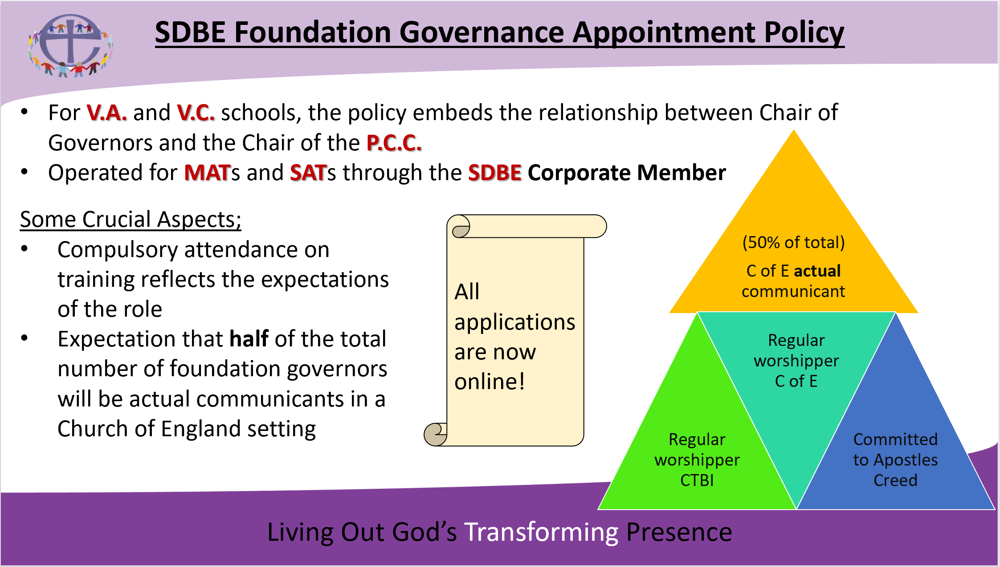 SDBE Foundation Governance Appointment Policy
• For V.A. and V.C. schools, the policy embeds the relationship between Chair of
Governors and the Chair of the P.C.C.
• Operated for MATs and SATs through the SDBE Corporate Member
Some Crucial Aspects;
• Compulsory attendance on
training reflects the expectations
of the role
• Expectation that half of the total
number of foundation governors
will be actual communicants in a
Church of England setting
All
applications
are now
online!
(50% of total)
C of E actual
communicant
Regular
worshipper
C of E
Regular
worshipper
CTBI
Committed
to Apostles
Creed
Living Out God’s Transforming Presence